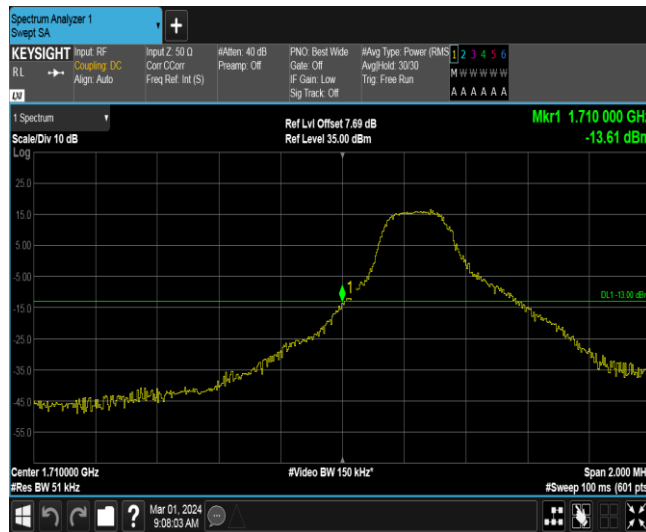 Spectrum Analyzer 1
Swept SA
KEYSIGHT
RL
LXI
Input: RF
Coupling: DC
Align: Auto
Input Z: 50 Ω
Corr CCorr
Freq Ref: Int (S)
#Atten: 40 dB
Preamp: Off
PNO: Best Wide
Gate: Off
IF Gain: Low
Sig Track: Off
#Avg Type: Power (RMS
Avg|Hold: 30/30
Trig: Free Run
1 2 3 4 5 6
M W W W W W
A A A A A A
1 Spectrum
Scale/Div 10 dB
Ref Lvl Offset 7.69 dB
Ref Level 35.00 dBm
Mkr1 1.710 000 GHz
-13.61 dBm
Log
25.0
15.0
5.00
-5.00
1
DL1 -13.00 dBm
-15.0
-25.0
-35.0
-45.0
-55.0
Center 1.710000 GHz
#Res BW 51 kHz
#Video BW 150 kHz*
Span 2.000 MHz
#Sweep 100 ms (601 pts)
?
Mar 01, 2024
9:08:03 AM